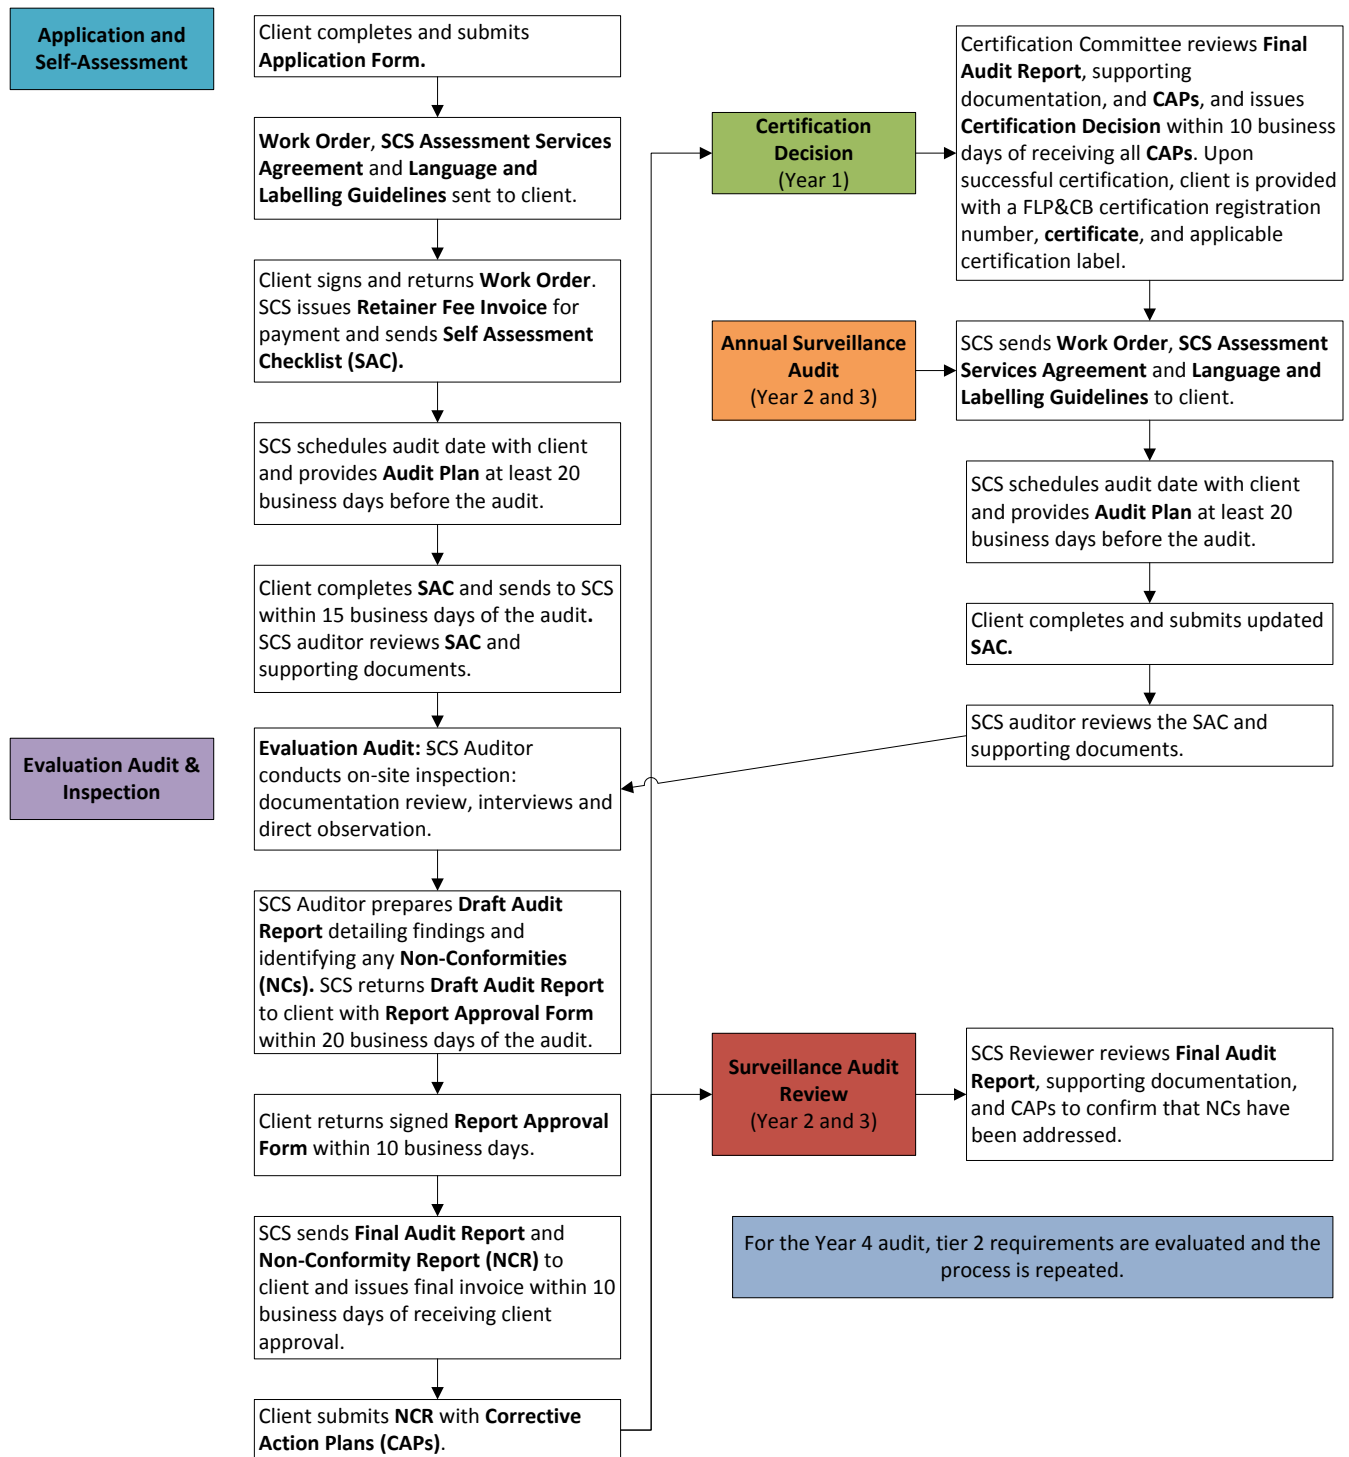 Application and
Self-Assessment
Client completes and submits
Application Form.
Work Order, SCS Assessment Services
Agreement and Language and
Labelling Guidelines sent to client.
Client signs and returns Work Order.
SCS issues Retainer Fee Invoice for
payment and sends Self Assessment
Checklist (SAC).
SCS schedules audit date with client
and provides Audit Plan at least 20
business days before the audit.
Client completes SAC and sends to SCS
within 15 business days of the audit.
SCS auditor reviews SAC and
supporting documents.
Evaluation Audit &
Inspection
Evaluation Audit: SCS Auditor
conducts on-site inspection:
documentation review, interviews and
direct observation.
SCS Auditor prepares Draft Audit
Report detailing findings and
identifying any Non-Conformities
(NCs). SCS returns Draft Audit Report
to client with Report Approval Form
within 20 business days of the audit.
Client returns signed Report Approval
Form within 10 business days.
SCS sends Final Audit Report and
Non-Conformity Report (NCR) to
client and issues final invoice within 10
business days of receiving client
approval.
Client submits NCR with Corrective
Action Plans (CAPs).
Certification
Decision
(Year 1)
Certification Committee reviews Final
Audit Report, supporting
documentation, and CAPs, and issues
Certification Decision within 10 business
days of receiving all CAPs. Upon
successful certification, client is provided
with a FLP&CB certification registration
number, certificate, and applicable
certification label.
Annual Surveillance
Audit
(Year 2 and 3)
SCS sends Work Order, SCS Assessment
Services Agreement and Language and
Labelling Guidelines to client.
SCS schedules audit date with client
and provides Audit Plan at least 20
business days before the audit.
Client completes and submits updated
SAC.
SCS auditor reviews the SAC and
supporting documents.
Surveillance Audit
Review
(Year 2 and 3)
SCS Reviewer reviews Final Audit
Report, supporting documentation,
and CAPs to confirm that NCs have
been addressed.
For the Year 4 audit, tier 2 requirements are evaluated and the
process is repeated.